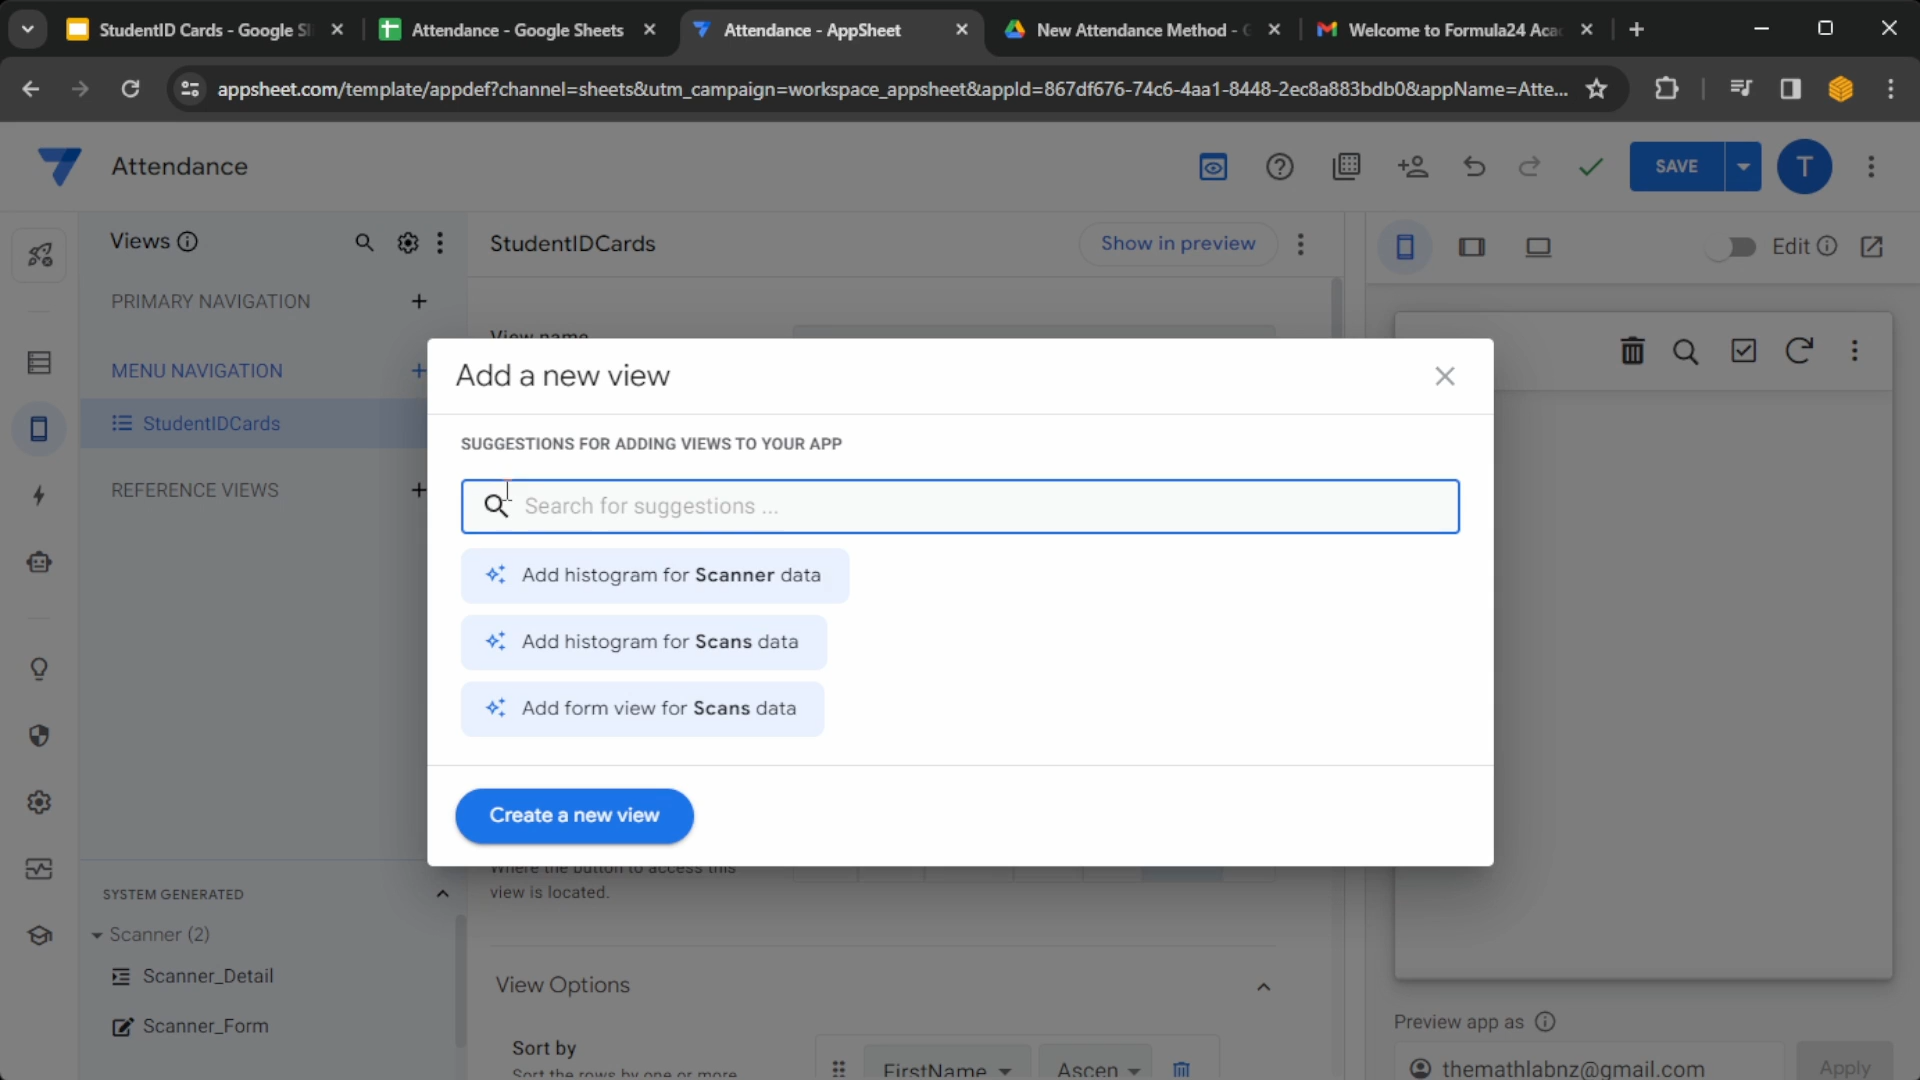 StudentID Cards - Google Sl
Attendance - Google Sheets
Attendance - AppSheet
New Attendance Method - G
Welcome to Formula24 Aca
appsheet.com/template/appdef?channel=sheets&utm_campaign=workspace_appsheet&appId=867df676-74c6-4aa1-8448-2ec8a883bdb0&appName=Atte...
Attendance
SAVE
T
Views
StudentIDCards
Show in preview
Edit
PRIMARY NAVIGATION
View name
MENU NAVIGATION
StudentIDCards
REFERENCE VIEWS
Add a new view
SUGGESTIONS FOR ADDING VIEWS TO YOUR APP
Search for suggestions ...
Add histogram for Scanner data
Add histogram for Scans data
Add form view for Scans data
Create a new view
Where the button to access this
view is located.
SYSTEM GENERATED
Scanner (2)
Scanner_Detail
Scanner_Form
View Options
Sort by
Sort the rows by one or more
FirstName
Ascen
Preview app as
themathlabnz@gmail.com
Apply